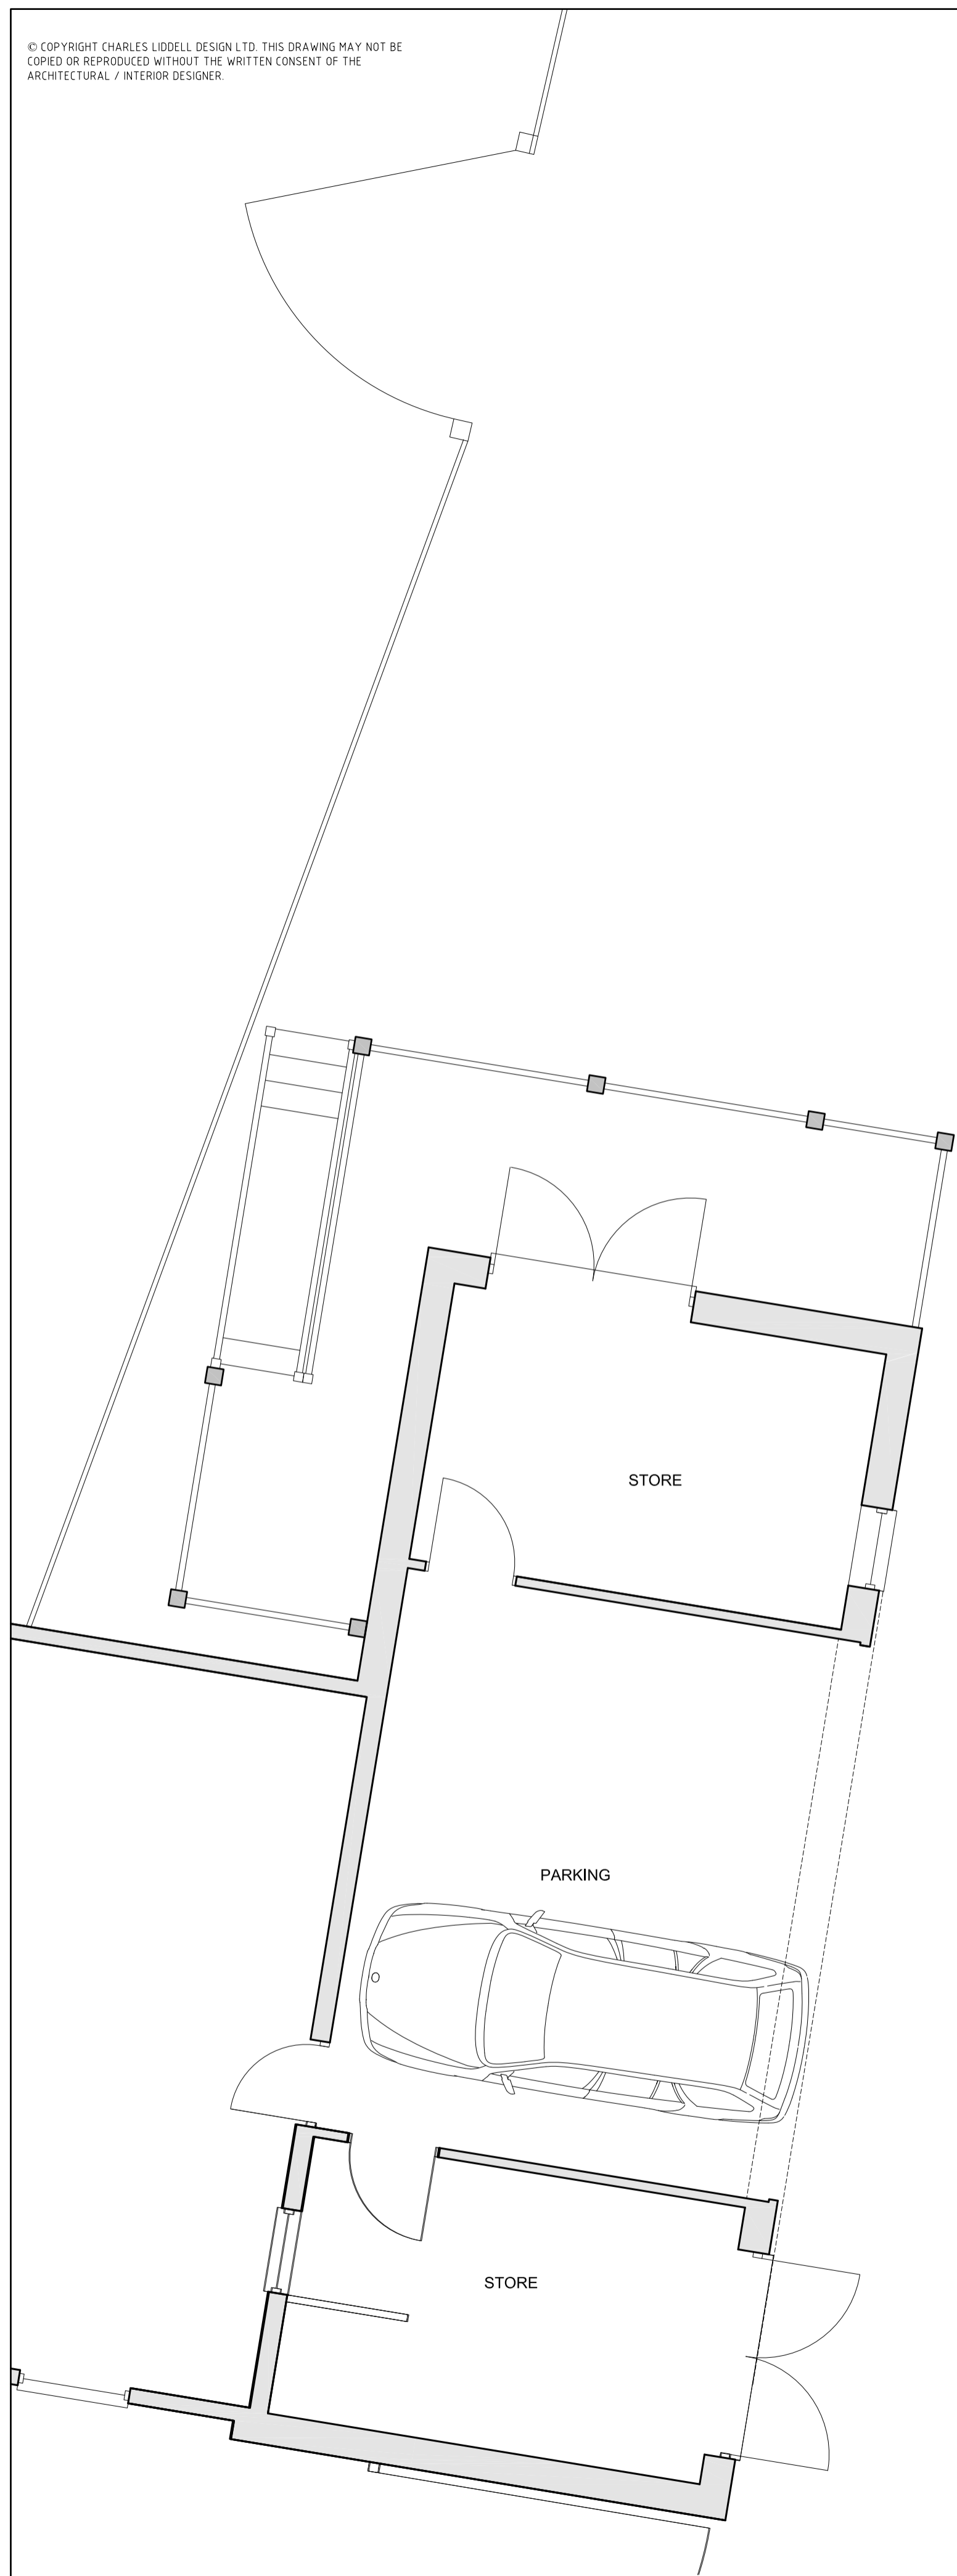 © COPYRIGHT CHARLES LIDDELL DESIGN LTD. THIS DRAWING MAY NOT BE
COPIED OR REPRODUCED WITHOUT THE WRITTEN CONSENT OF THE
ARCHITECTURAL / INTERIOR DESIGNER.
STORE
PARKING
STORE